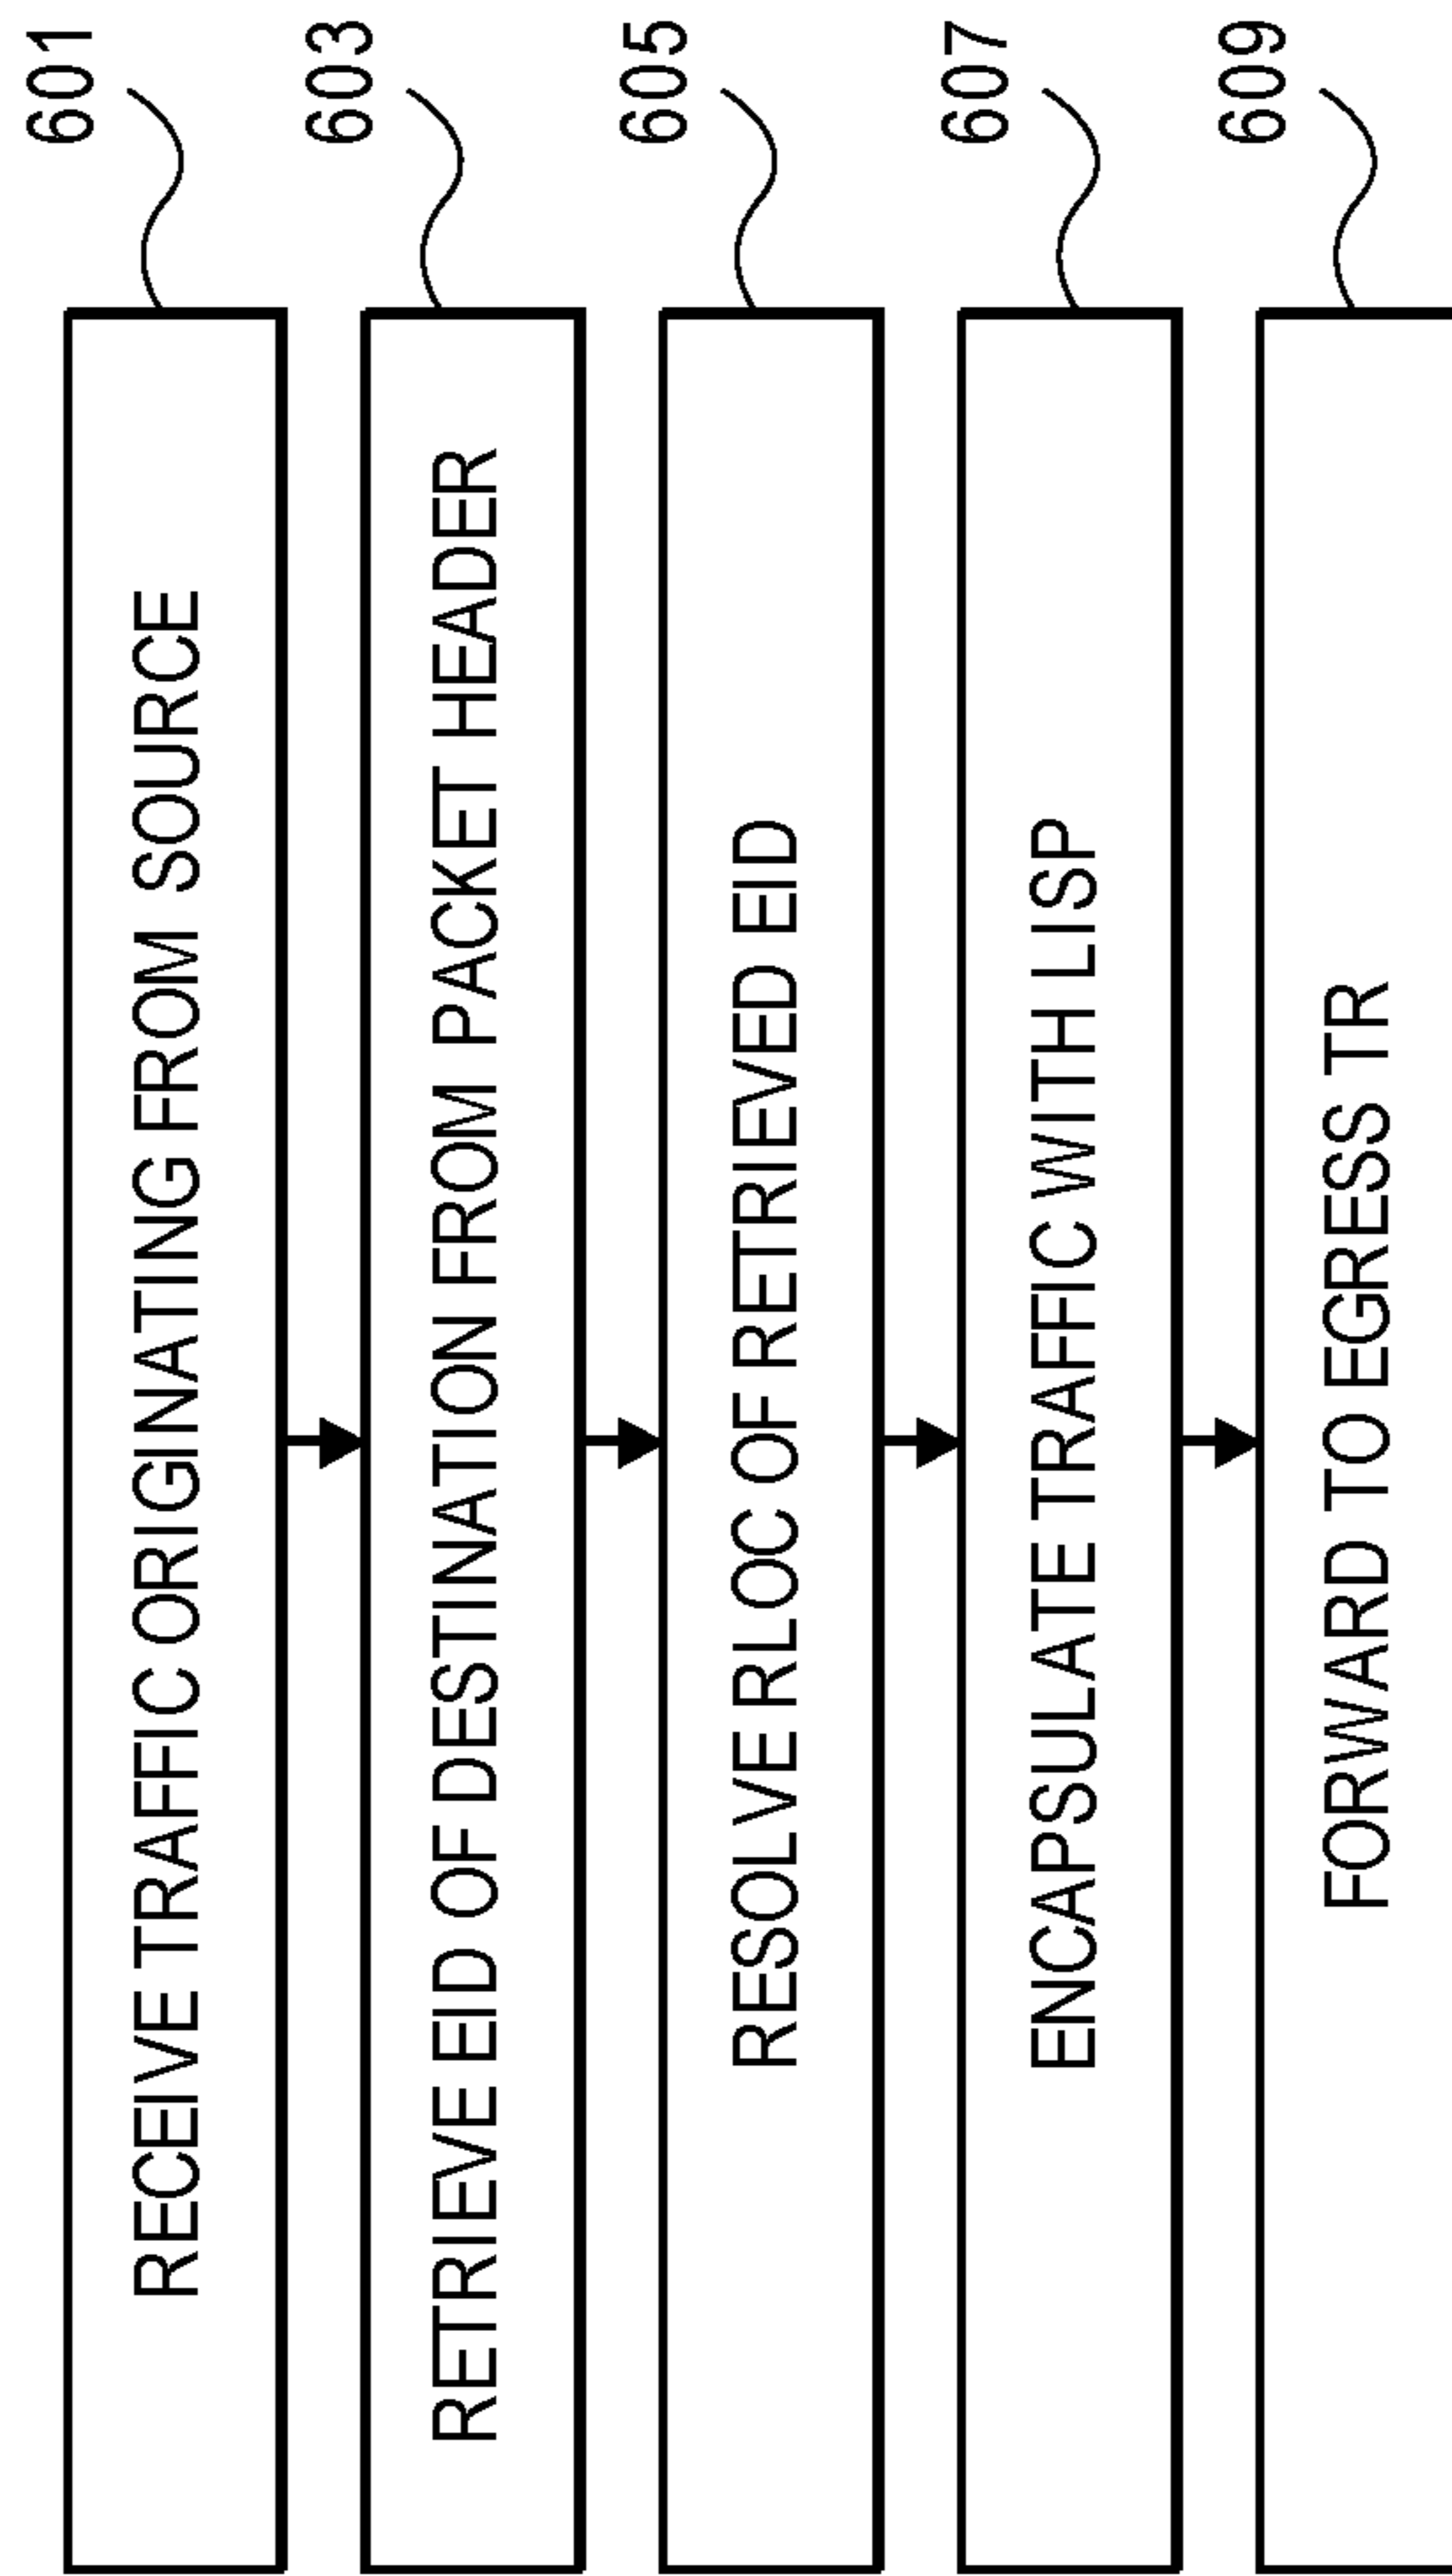 RECEIVE TRAFFIC ORIGINATING FROM SOURCE
601
RETRIEVE EID OF DESTINATION FROM PACKET HEADER
603
RESOLVE RLOC OF RETRIEVED EID
605
ENCAPSULATE TRAFFIC WITH LISP
607
FORWARD TO EGRESS TR
609